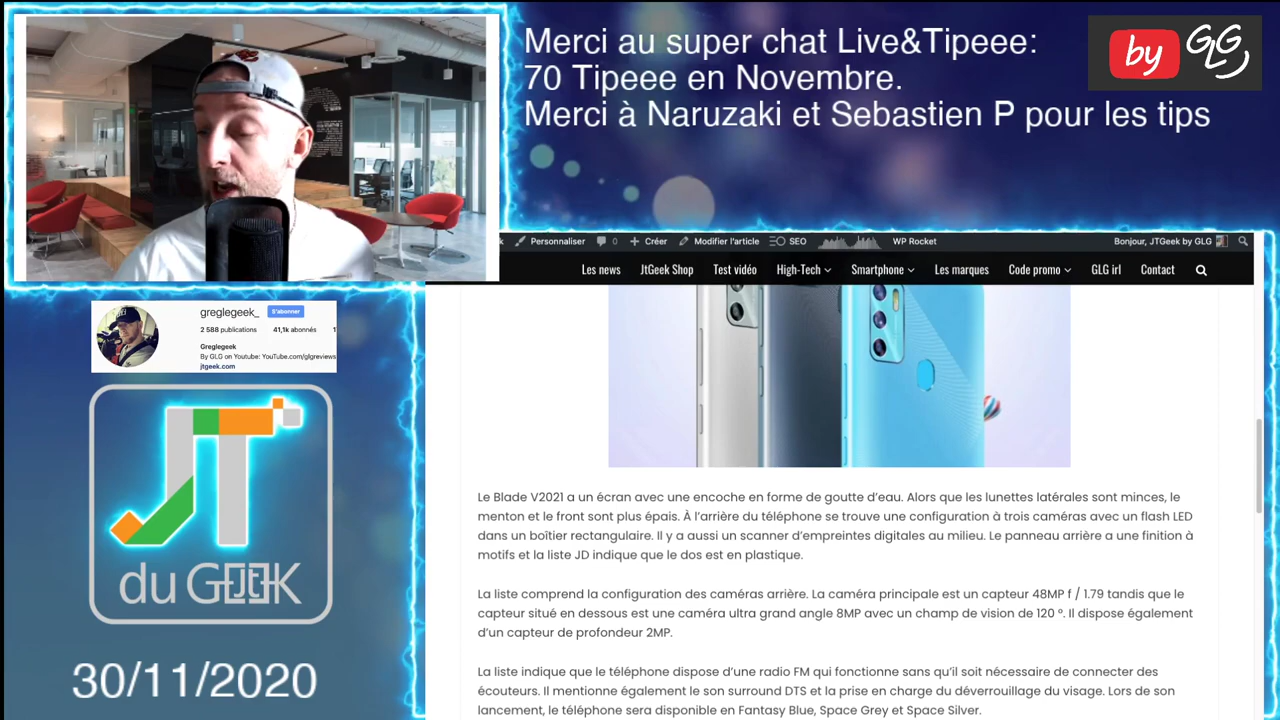 Merci au super chat Live&Tipeee:
70 Tipeee en Novembre.
Merci à Naruzaki et Sebastien P pour les tips
by GLG
Personnaliser 0 Créer Modifier l'article SEO WP Rocket Bonjour, JTGeek by GLG
Les news JtGeek Shop Test vidéo High-Tech Smartphone Les marques Code promo GLG irl Contact
greglegeek_ S'abonner
2 588 publications 41,1k abonnés 1
Greglegeek
By GLG on Youtube: YouTube.com/glgreviews
jtgeek.com
JT
du GEEK
30/11/2020
Le Blade V2021 a un écran avec une encoche en forme de goutte d'eau. Alors que les lunettes latérales sont minces, le
menton et le front sont plus épais. À l'arrière du téléphone se trouve une configuration à trois caméras avec un flash LED
dans un boîtier rectangulaire. Il y a aussi un scanner d'empreintes digitales au milieu. Le panneau arrière a une finition à
motifs et la liste JD indique que le dos est en plastique.
La liste comprend la configuration des caméras arrière. La caméra principale est un capteur 48MP f / 1.79 tandis que le
capteur situé en dessous est une caméra ultra grand angle 8MP avec un champ de vision de 120 °. Il dispose également
d'un capteur de profondeur 2MP.
La liste indique que le téléphone dispose d'une radio FM qui fonctionne sans qu'il soit nécessaire de connecter des
écouteurs. Il mentionne également le son surround DTS et la prise en charge du déverrouillage du visage. Lors de son
lancement, le téléphone sera disponible en Fantasy Blue, Space Grey et Space Silver.